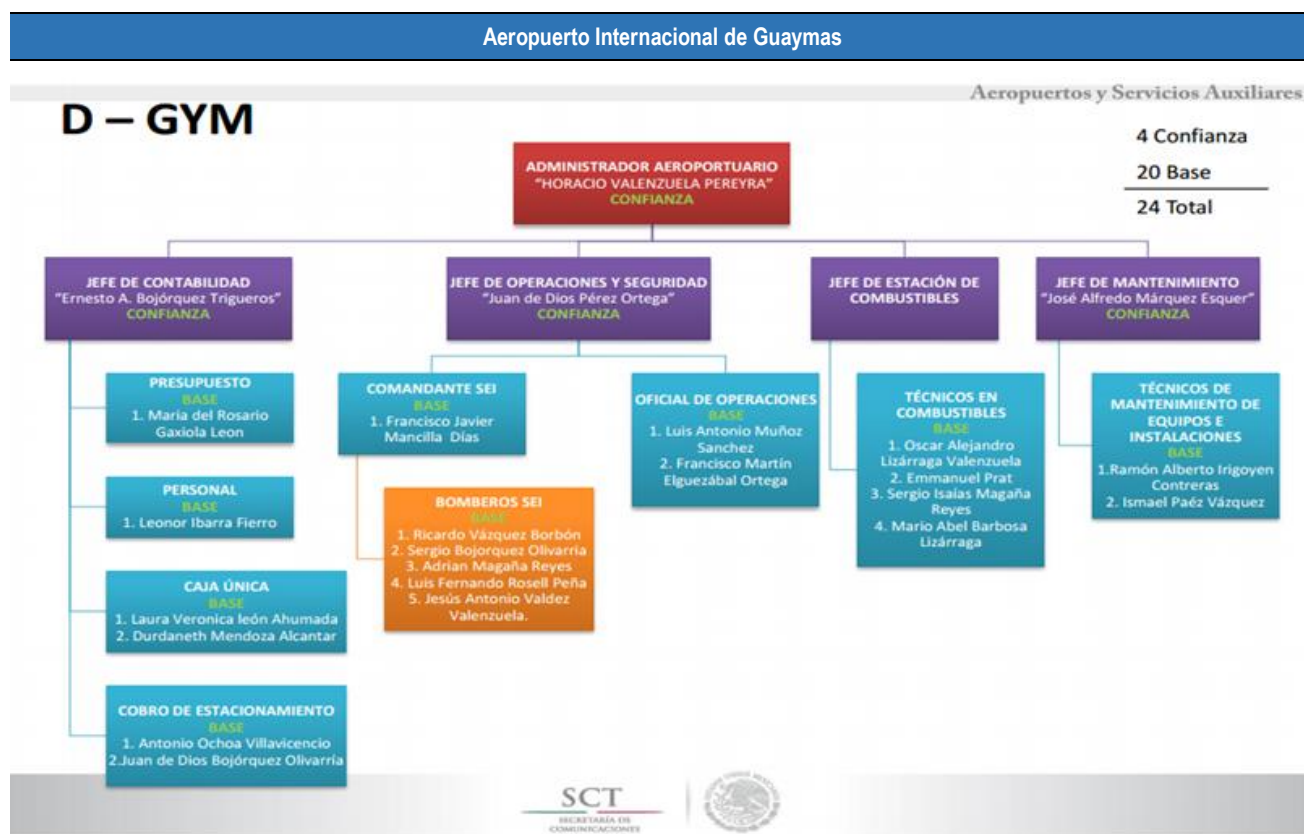 Aeropuerto Internacional de Guaymas
Aeropuertos y Servicios Auxiliares
D – GYM
4 Confianza
20 Base
24 Total
ADMINISTRADOR AEROPORTUARIO
"HORACIO VALENZUELA PEREYRA"
CONFIANZA
JEFE DE CONTABILIDAD
"Ernesto A. Bojórquez Trigueros"
CONFIANZA
JEFE DE OPERACIONES Y SEGURIDAD
"Juan de Dios Pérez Ortega"
CONFIANZA
JEFE DE ESTACIÓN DE
COMBUSTIBLES
JEFE DE MANTENIMIENTO
"José Alfredo Márquez Esquer"
CONFIANZA
PRESUPUESTO
BASE
1. Maria del Rosario
Gaxiola Leon
PERSONAL
BASE
1. Leonor Ibarra Fierro
CAJA ÚNICA
BASE
1. Laura Veronica león Ahumada
2. Durdaneth Mendoza Alcantar
COBRO DE ESTACIONAMIENTO
BASE
1. Antonio Ochoa Villavicencio
2.Juan de Dios Bojórquez Olivarría
COMANDANTE SEI
BASE
1. Francisco Javier
Mancilla Días
BOMBEROS SEI
BASE
1. Ricardo Vázquez Borbón
2. Sergio Bojorquez Olivarria
3. Adrian Magaña Reyes
4. Luis Fernando Rosell Peña
5. Jesús Antonio Valdez
Valenzuela.
OFICIAL DE OPERACIONES
BASE
1. Luis Antonio Muñoz
Sanchez
2. Francisco Martín
Elguezábal Ortega
TÉCNICOS EN
COMBUSTIBLES
BASE
1. Oscar Alejandro
Lizárraga Valenzuela
2. Emmanuel Prat
3. Sergio Isaías Magaña
Reyes
4. Mario Abel Barbosa
Lizárraga
TÉCNICOS DE
MANTENIMIENTO DE
EQUIPOS E
INSTALACIONES
BASE
1.Ramón Alberto Irigoyen
Contreras
2. Ismael Paéz Vázquez
SCT
SECRETARÍA DE
COMUNICACIONES